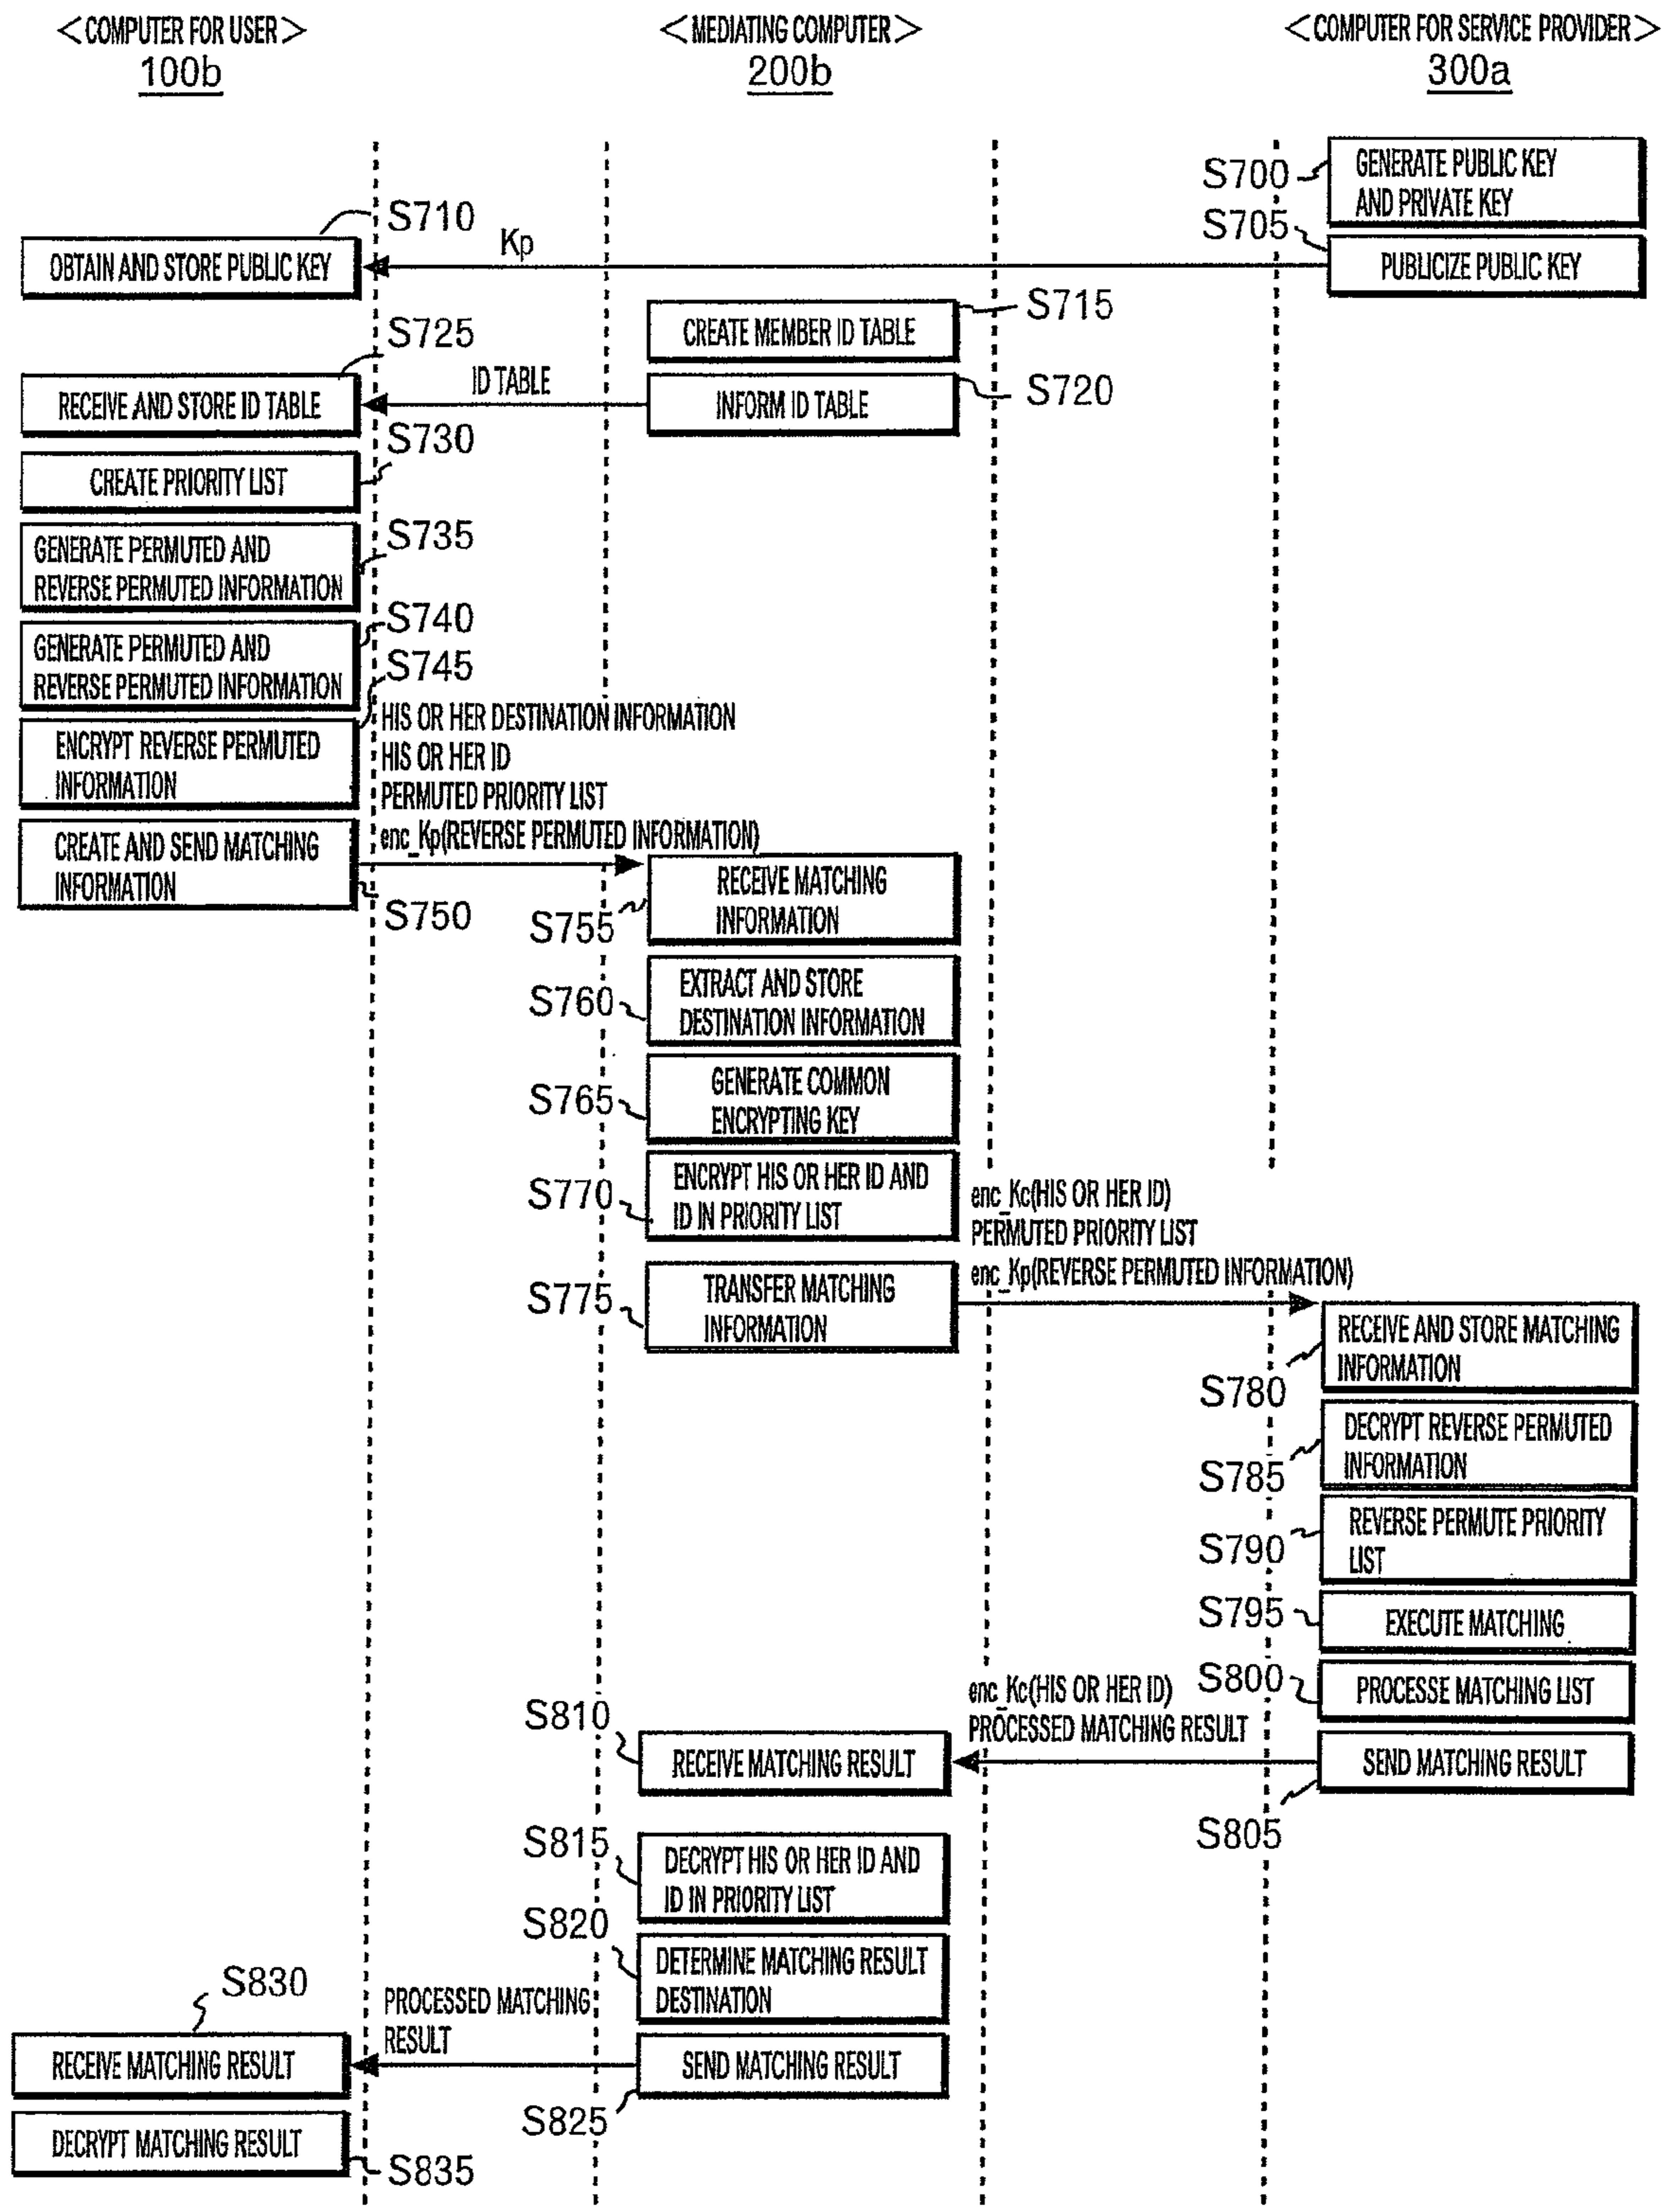 <COMPUTER FOR USER>
100b
<MEDIATING COMPUTER>
200b
<COMPUTER FOR SERVICE PROVIDER>
300a
S700
GENERATE PUBLIC KEY
AND PRIVATE KEY
S705
PUBLICIZE PUBLIC KEY
Kp
S710
OBTAIN AND STORE PUBLIC KEY
S715
CREATE MEMBER ID TABLE
S720
INFORM ID TABLE
ID TABLE
S725
RECEIVE AND STORE ID TABLE
S730
CREATE PRIORITY LIST
S735
GENERATE PERMUTED AND
REVERSE PERMUTED INFORMATION
S740
GENERATE PERMUTED AND
REVERSE PERMUTED INFORMATION
S745
ENCRYPT REVERSE PERMUTED
INFORMATION
HIS OR HER DESTINATION INFORMATION
HIS OR HER ID
PERMUTED PRIORITY LIST
enc_Kp(REVERSE PERMUTED INFORMATION)
CREATE AND SEND MATCHING
INFORMATION
S750
RECEIVE MATCHING
INFORMATION
S755
EXTRACT AND STORE
DESTINATION INFORMATION
S760
GENERATE COMMON
ENCRYPTING KEY
S765
ENCRYPT HIS OR HER ID AND
ID IN PRIORITY LIST
S770
enc_Kc(HIS OR HER ID)
PERMUTED PRIORITY LIST
enc_Kp(REVERSE PERMUTED INFORMATION)
S775
TRANSFER MATCHING
INFORMATION
RECEIVE AND STORE MATCHING
INFORMATION
S780
DECRYPT REVERSE PERMUTED
INFORMATION
S785
REVERSE PERMUTE PRIORITY
LIST
S790
S795
EXECUTE MATCHING
S800
PROCESSE MATCHING LIST
enc_Kc(HIS OR HER ID)
PROCESSED MATCHING RESULT
SEND MATCHING RESULT
S805
S810
RECEIVE MATCHING RESULT
S815
DECRYPT HIS OR HER ID AND
ID IN PRIORITY LIST
S820
DETERMINE MATCHING RESULT
DESTINATION
PROCESSED MATCHING
RESULT
SEND MATCHING RESULT
S825
S830
RECEIVE MATCHING RESULT
DECRYPT MATCHING RESULT
S835